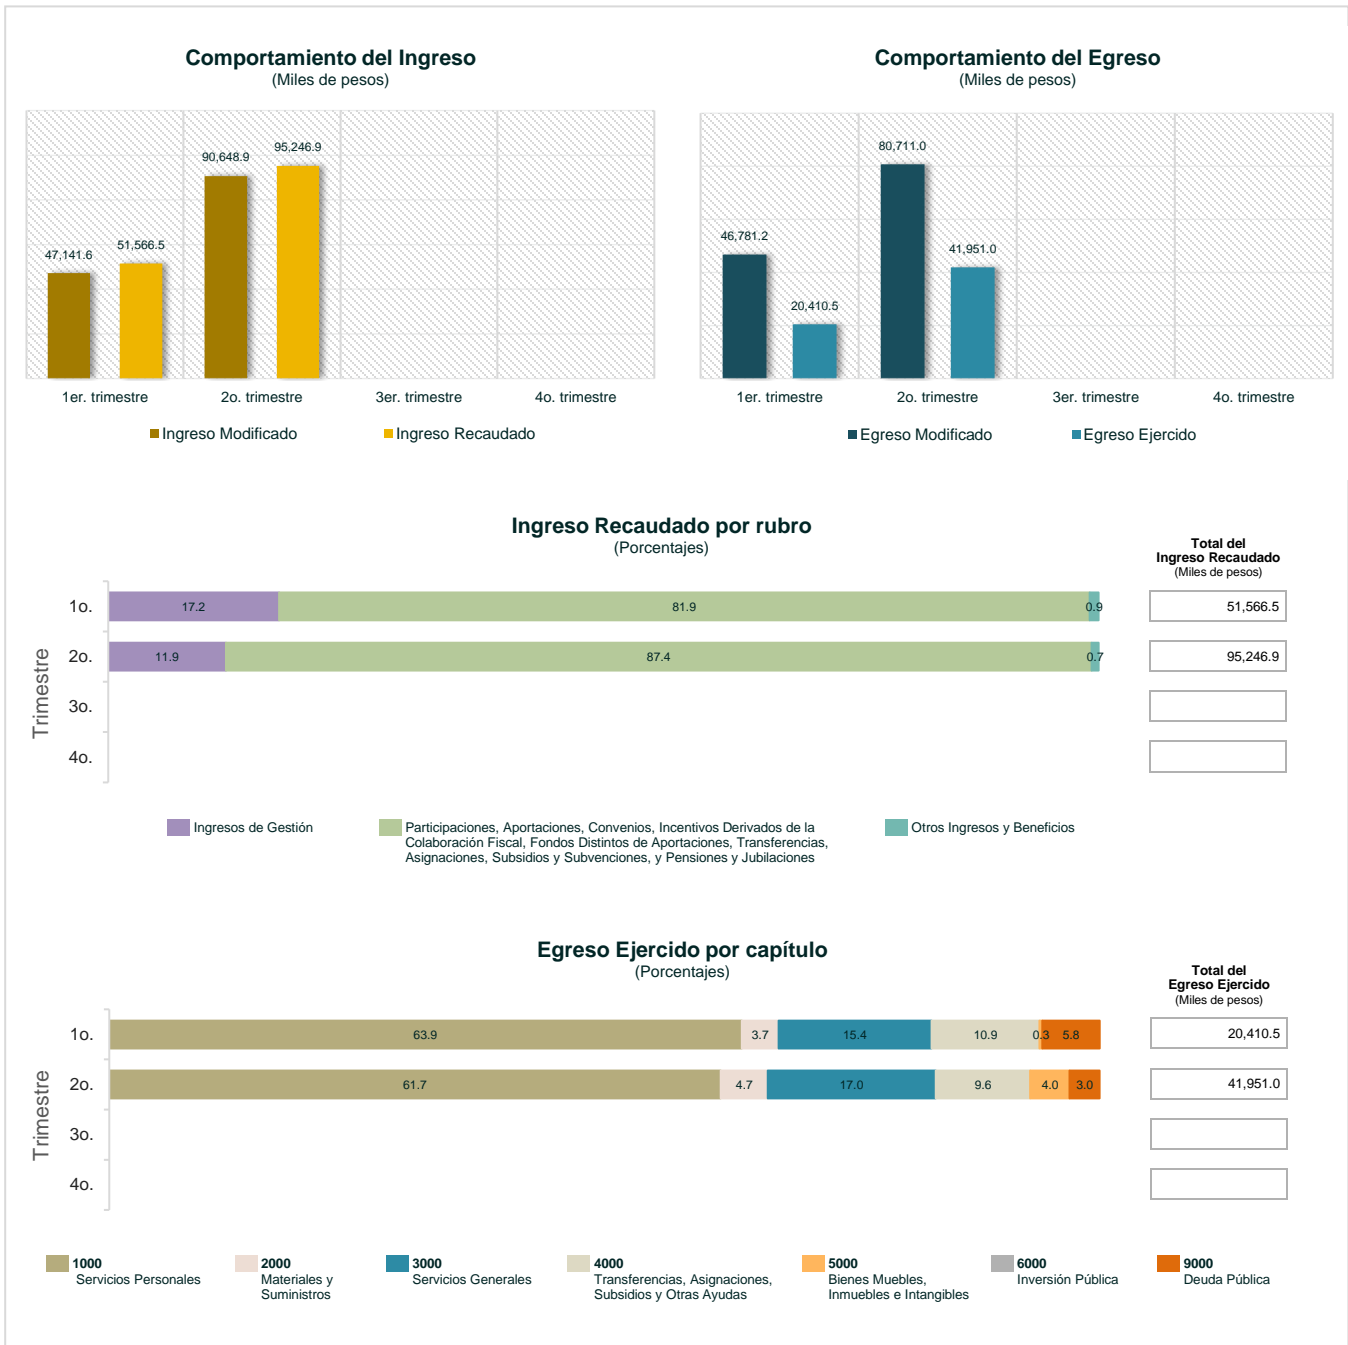 Comportamiento del Ingreso
(Miles de pesos)
47,141.6
51,566.5
90,648.9
95,246.9
1er. trimestre
2o. trimestre
3er. trimestre
4o. trimestre
Ingreso Modificado
Ingreso Recaudado
Comportamiento del Egreso
(Miles de pesos)
46,781.2
20,410.5
80,711.0
41,951.0
1er. trimestre
2o. trimestre
3er. trimestre
4o. trimestre
Egreso Modificado
Egreso Ejercido
Ingreso Recaudado por rubro
(Porcentajes)
Total del
Ingreso Recaudado
(Miles de pesos)
Trimestre
1o.
17.2
81.9
0.9
51,566.5
2o.
11.9
87.4
0.7
95,246.9
3o.
4o.
Ingresos de Gestión
Participaciones, Aportaciones, Convenios, Incentivos Derivados de la
Colaboración Fiscal, Fondos Distintos de Aportaciones, Transferencias,
Asignaciones, Subsidios y Subvenciones, y Pensiones y Jubilaciones
Otros Ingresos y Beneficios
Egreso Ejercido por capítulo
(Porcentajes)
Total del
Egreso Ejercido
(Miles de pesos)
Trimestre
1o.
63.9
3.7
15.4
10.9
0.3
5.8
20,410.5
2o.
61.7
4.7
17.0
9.6
4.0
3.0
41,951.0
3o.
4o.
1000
Servicios Personales
2000
Materiales y
Suministros
3000
Servicios Generales
4000
Transferencias, Asignaciones,
Subsidios y Otras Ayudas
5000
Bienes Muebles,
Inmuebles e Intangibles
6000
Inversión Pública
9000
Deuda Pública